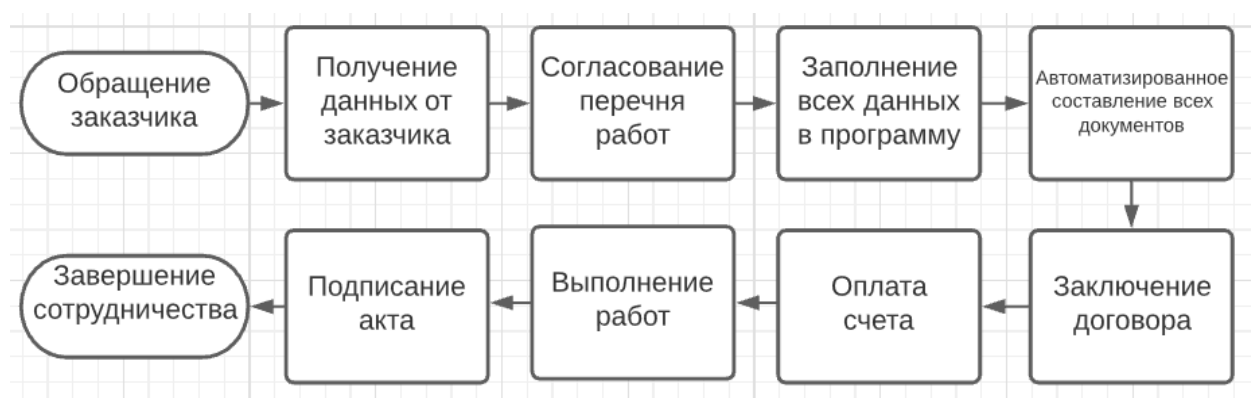 Обращение
заказчика
Получение
данных от
заказчика
Согласование
перечня
работ
Заполнение
всех данных
в программу
Автоматизированное
составление всех
документов
Завершение
сотрудничества
Подписание
акта
Выполнение
работ
Оплата
счета
Заключение
договора